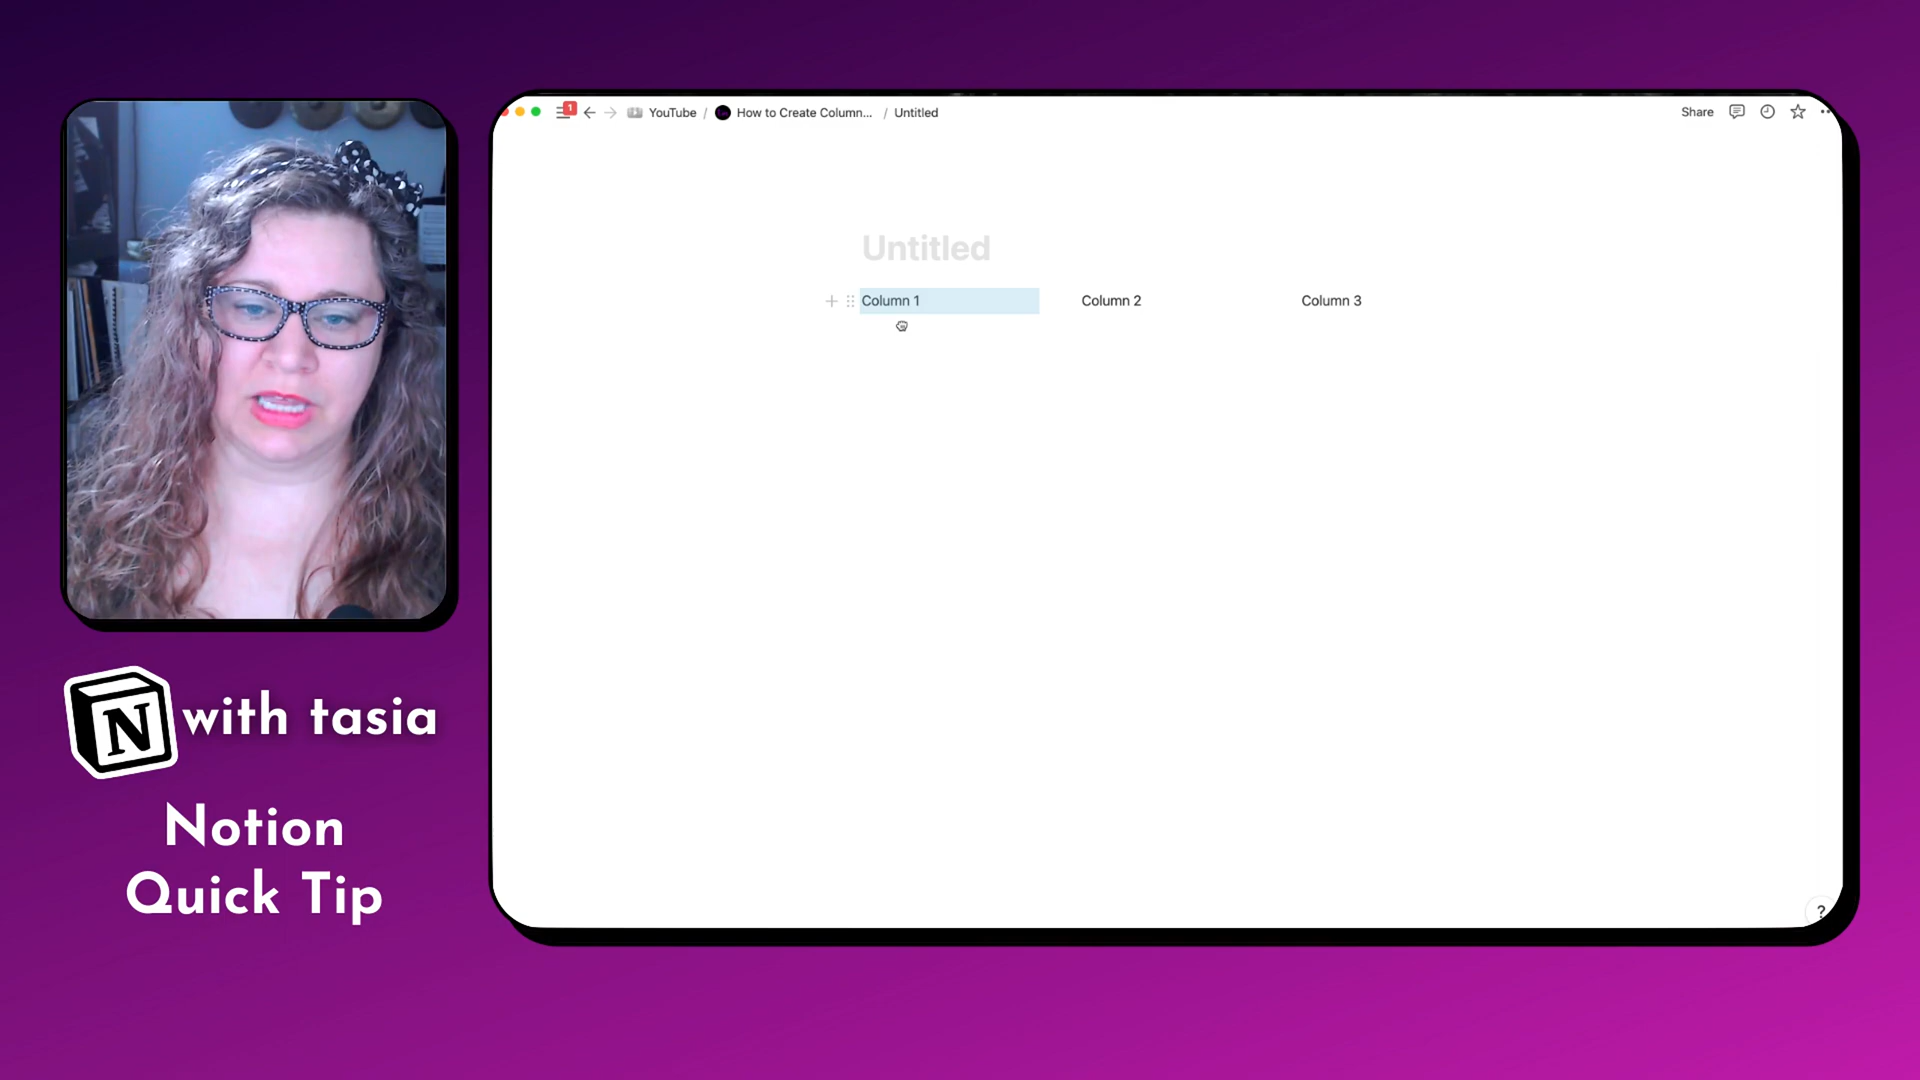 1 YouTube / How to Create Column... / Untitled Share
Untitled
Column 1 Column 2 Column 3
?
N with tasia
Notion
Quick Tip